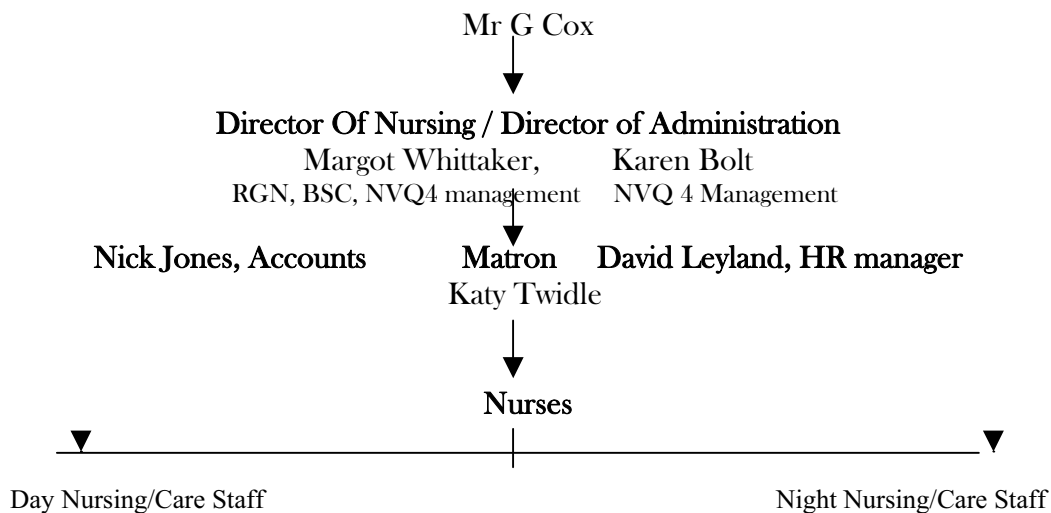 Mr G Cox
Director Of Nursing / Director of Administration
Margot Whittaker, Karen Bolt
RGN, BSC, NVQ4 management NVQ 4 Management
Nick Jones, Accounts Matron David Leyland, HR manager
Katy Twidle
Nurses
Day Nursing/Care Staff Night Nursing/Care Staff